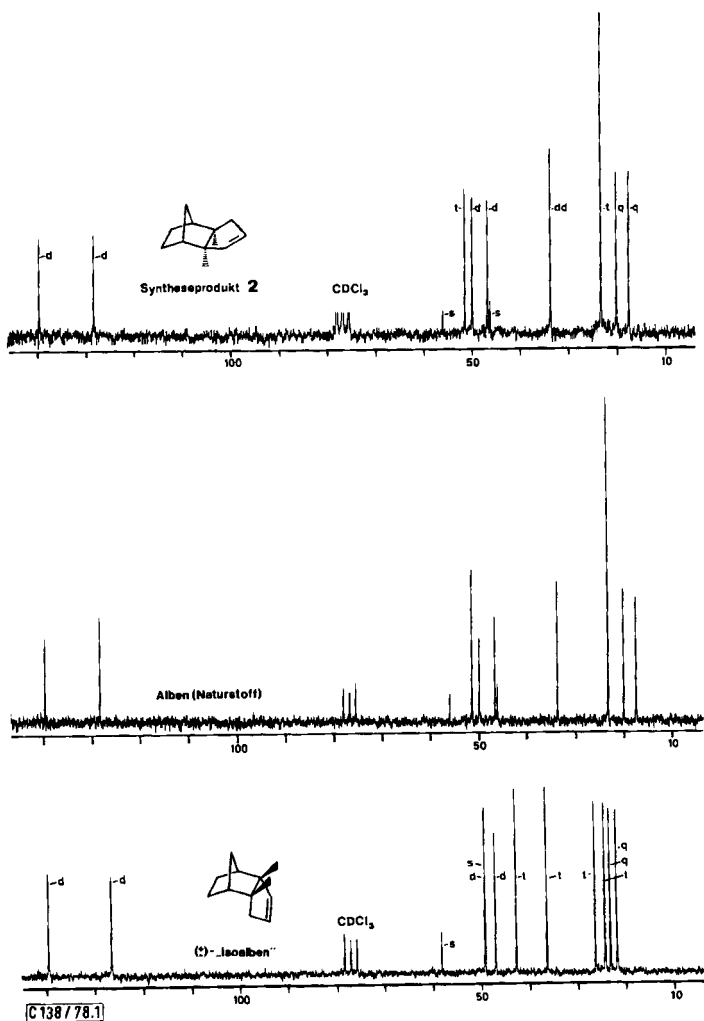 -d
-d
Syntheseprodukt 2
CDCl3
t-
-d
-d
-s
-s
-dd
-t
-q
-q
100
50
10
Alben (Naturstoff)
100
50
10
-d
-d
(±)-„Isoalben"
CDCl3
-s
s-
d-
-d
-t
-t
t-
-q
-q
-t
100
50
10
C 138 / 78.1